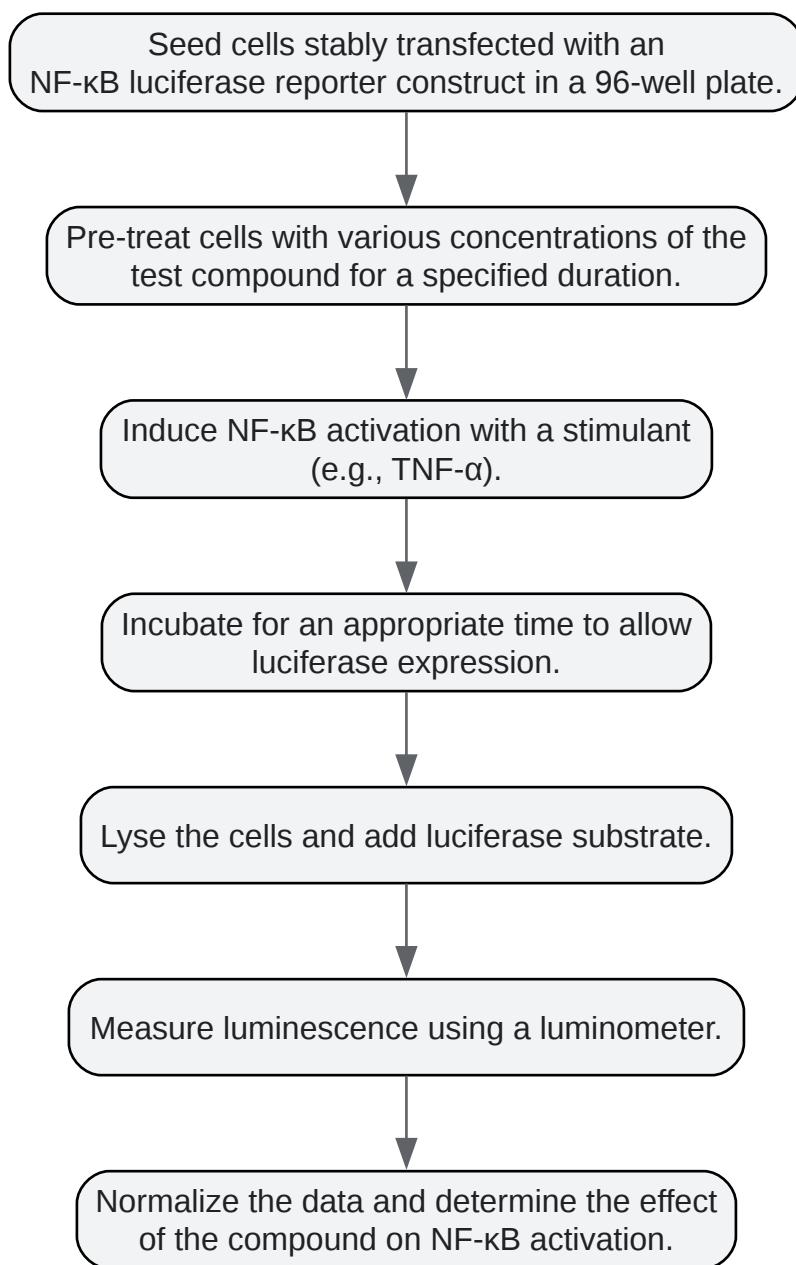 Seed cells stably transfected with an
NF-κB luciferase reporter construct in a 96-well plate.
Pre-treat cells with various concentrations of the
test compound for a specified duration.
Induce NF-κB activation with a stimulant
(e.g., TNF-α).
Incubate for an appropriate time to allow
luciferase expression.
Lyse the cells and add luciferase substrate.
Measure luminescence using a luminometer.
Normalize the data and determine the effect
of the compound on NF-κB activation.